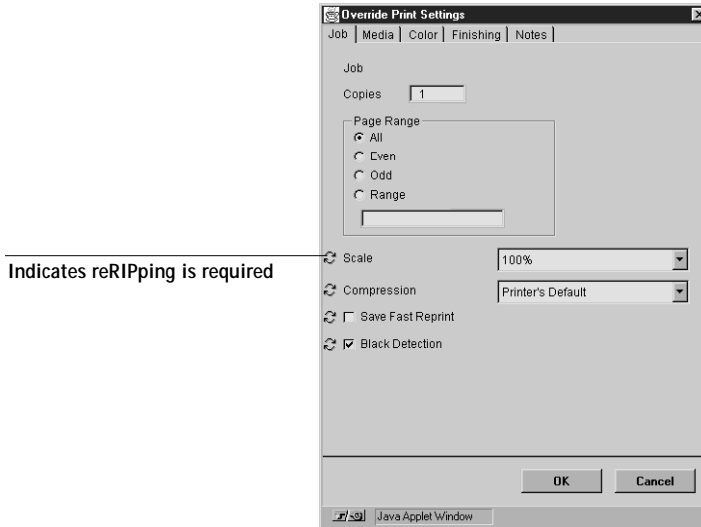 Override Print Settings
Job Media Color Finishing Notes
Job
Copies 1
Page Range
All
Even
Odd
Range
Scale 100%
Indicates reRIPping is required
Compression Printer's Default
Save Fast Reprint
Black Detection
OK Cancel
Java Applet Window